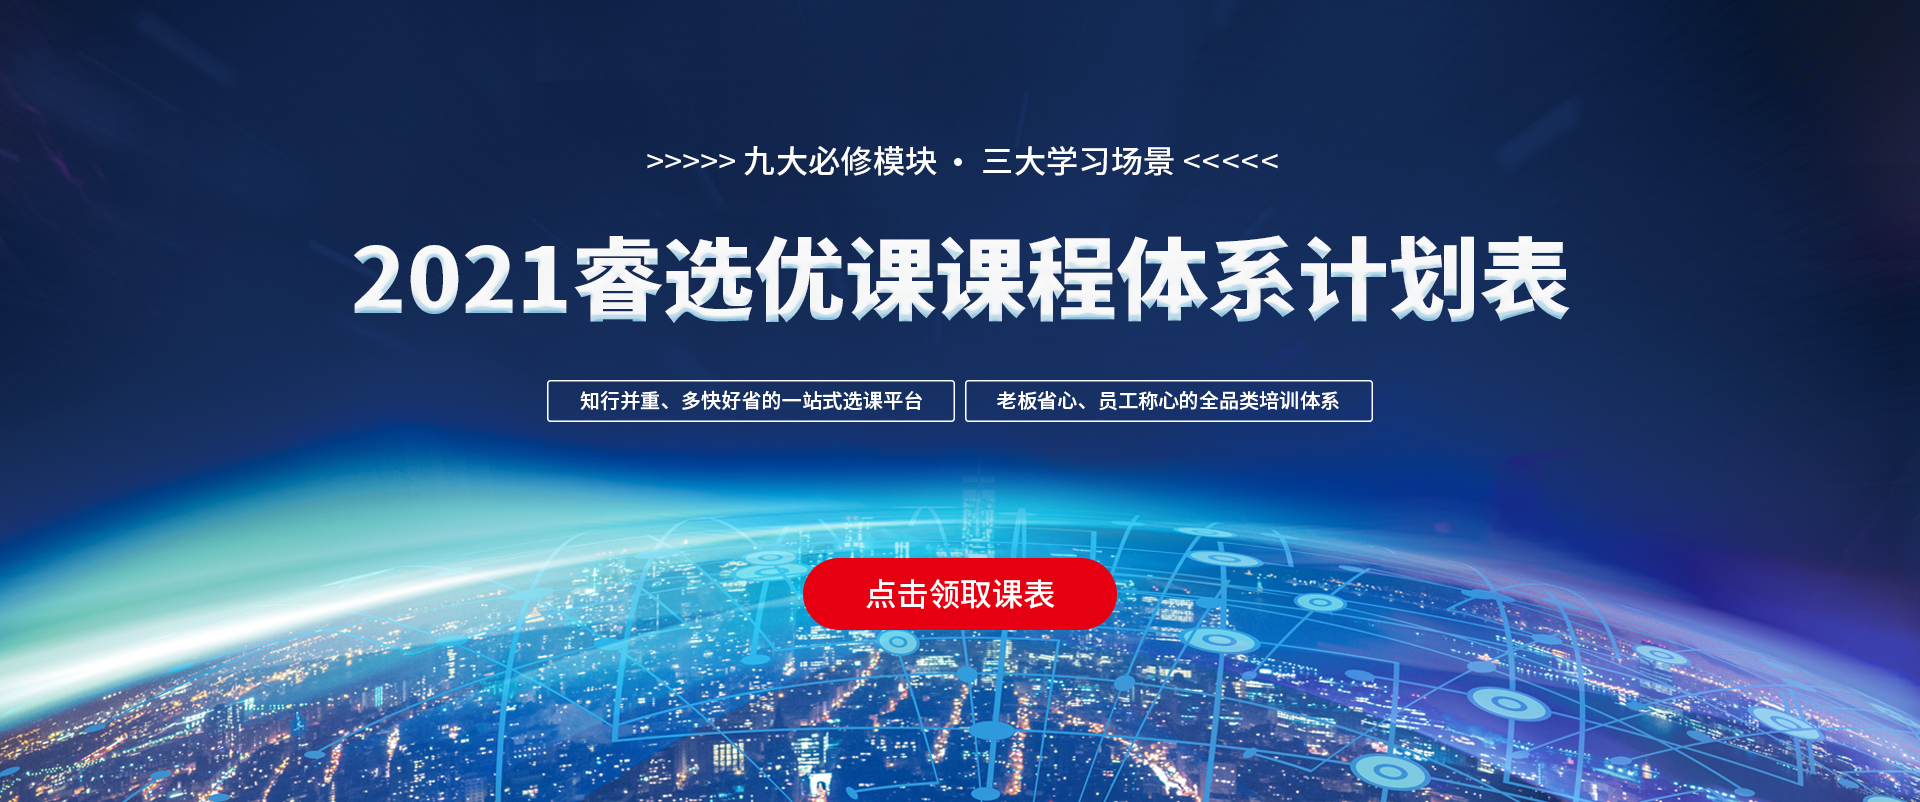 >>>>> 九大必修模块 · 三大学习场景 <<<<<
2021睿选优课课程体系计划表
知行并重、多快好省的一站式选课平台
老板省心、员工称心的全品类培训体系
点击领取课表